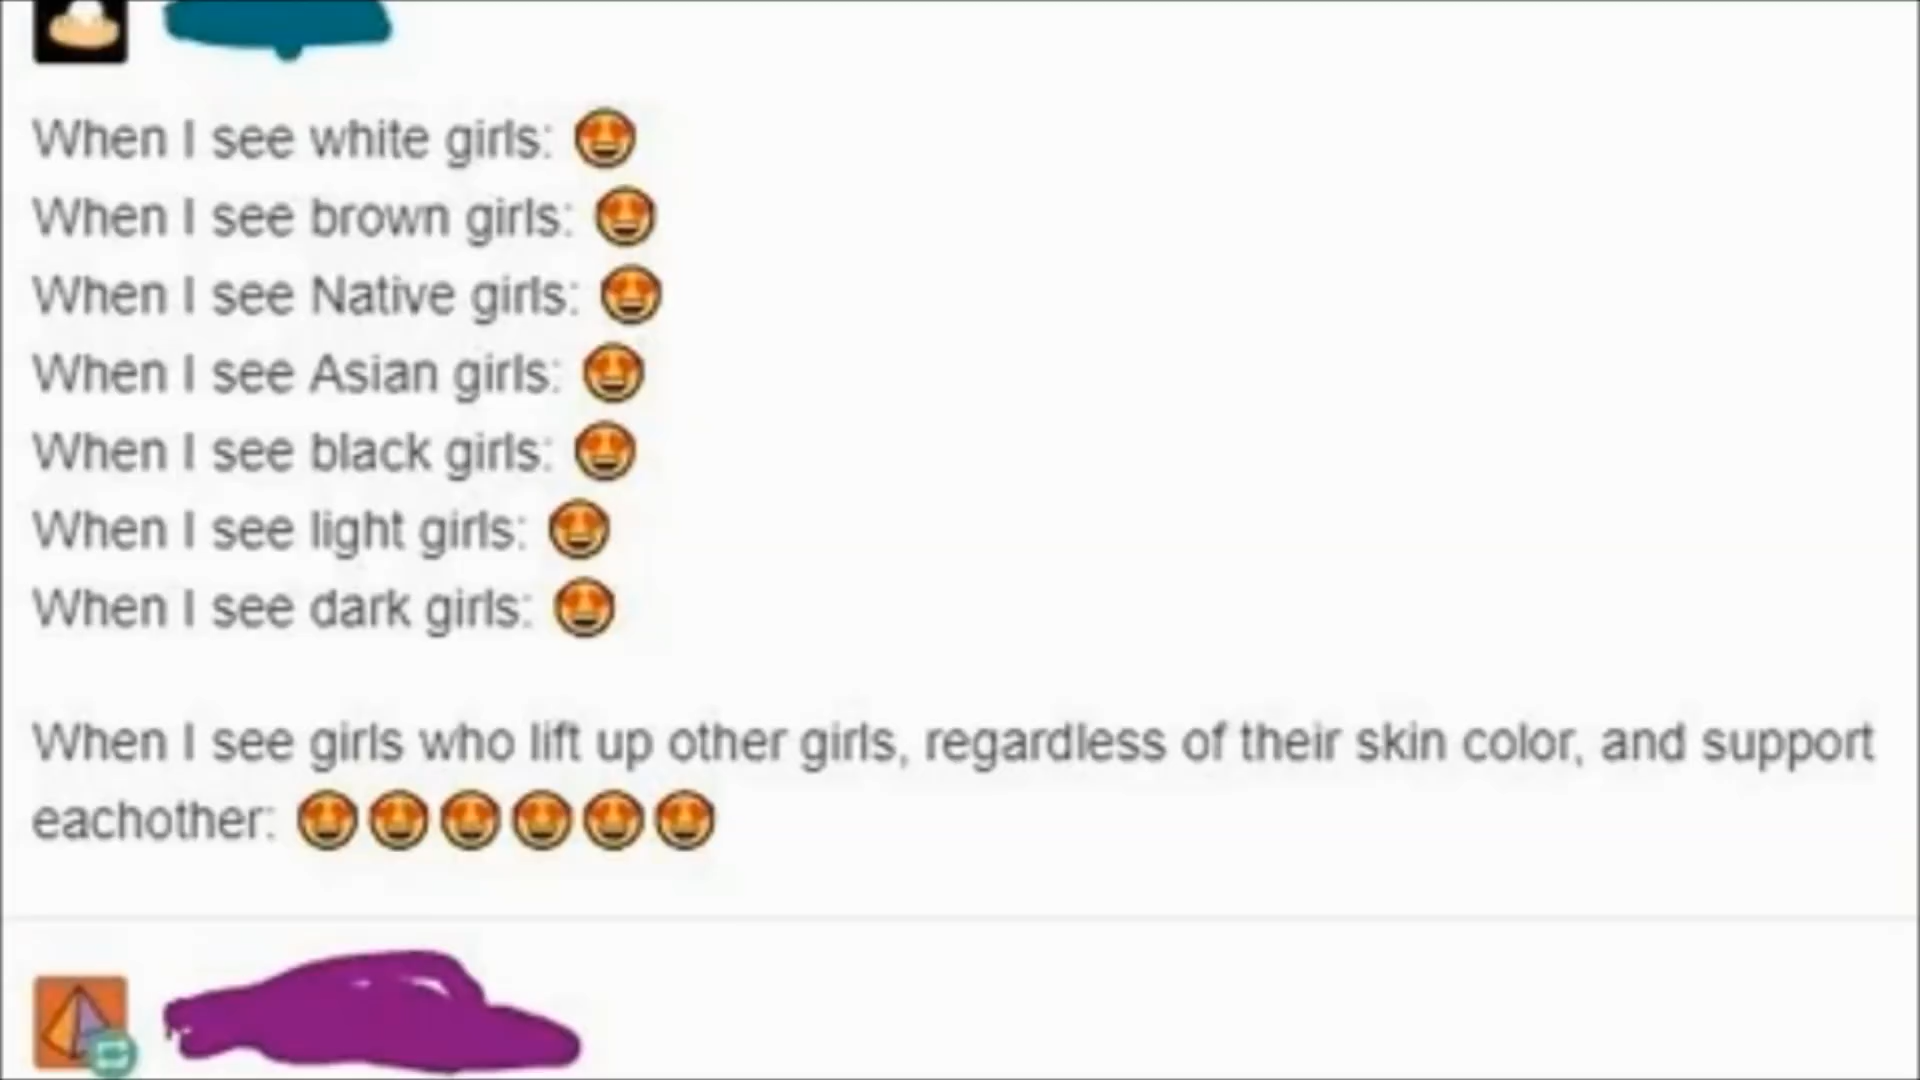 When I see white girls: 😍
When I see brown girls: 😍
When I see Native girls: 😍
When I see Asian girls: 😍
When I see black girls: 😍
When I see light girls: 😍
When I see dark girls: 😍
When I see girls who lift up other girls, regardless of their skin color, and support
eachother: 😍😍😍😍😍😍